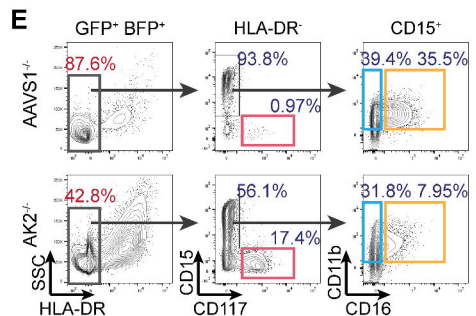 E
GFP⁺ BFP⁺ HLA-DR⁻ CD15⁺
AAVS1⁻/⁻
87.6% 93.8% 0.97% 39.4% 35.5%
AK2⁻/⁻
42.8% 56.1% 17.4% 31.8% 7.95%
SSC CD15 CD11b
HLA-DR CD117 CD16